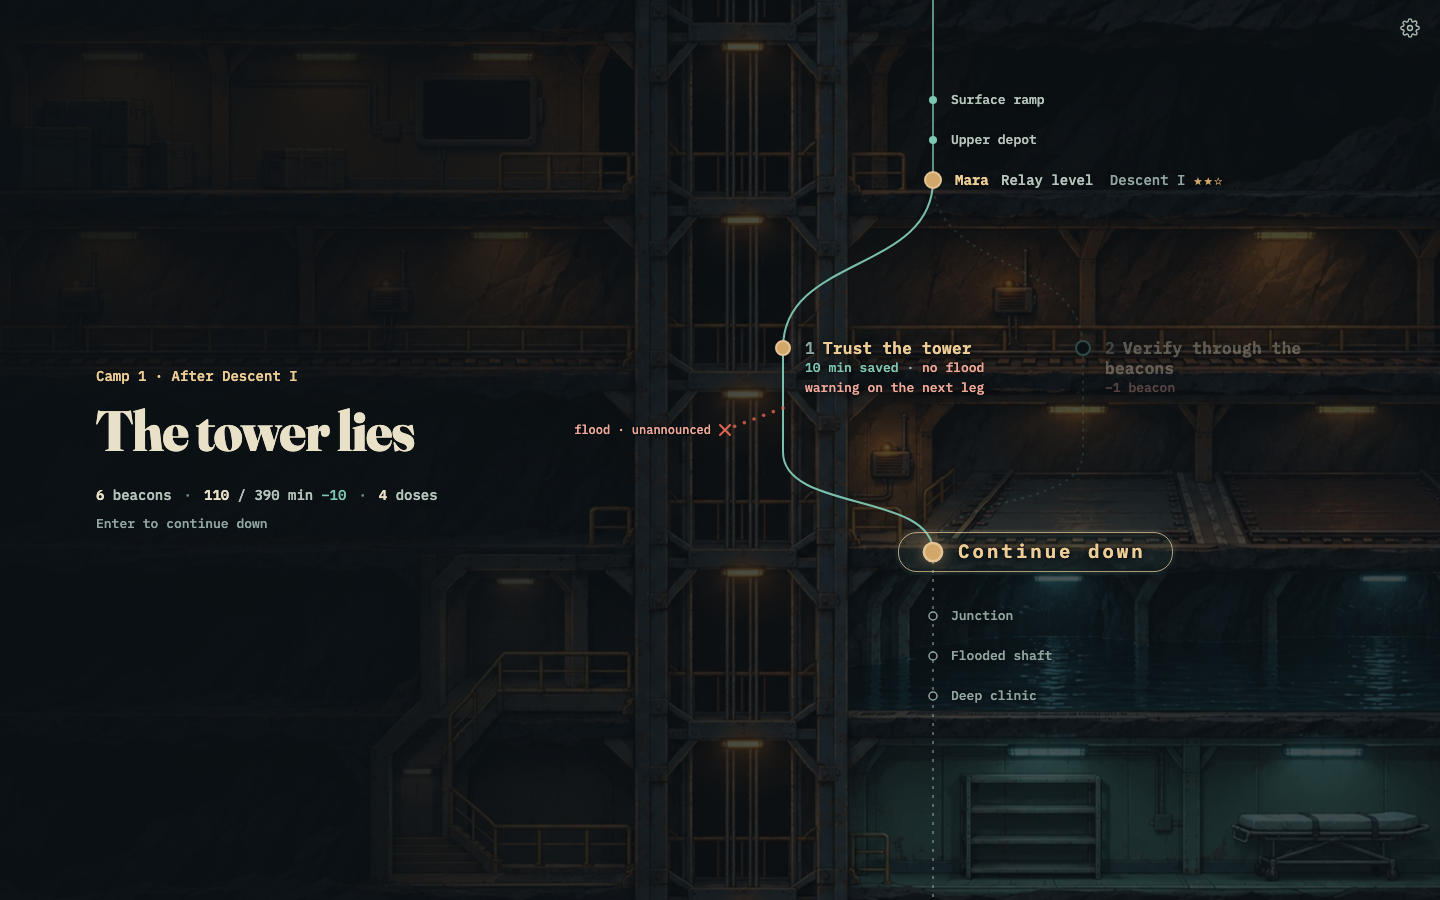 Surface ramp
Upper depot
Mara Relay level Descent I ★★☆
1 Trust the tower
10 min saved · no flood
warning on the next leg
2 Verify through the
beacons
−1 beacon
Camp 1 · After Descent I
The tower lies
flood · unannounced
6 beacons · 110 / 390 min −10 · 4 doses
Enter to continue down
Continue down
Junction
Flooded shaft
Deep clinic